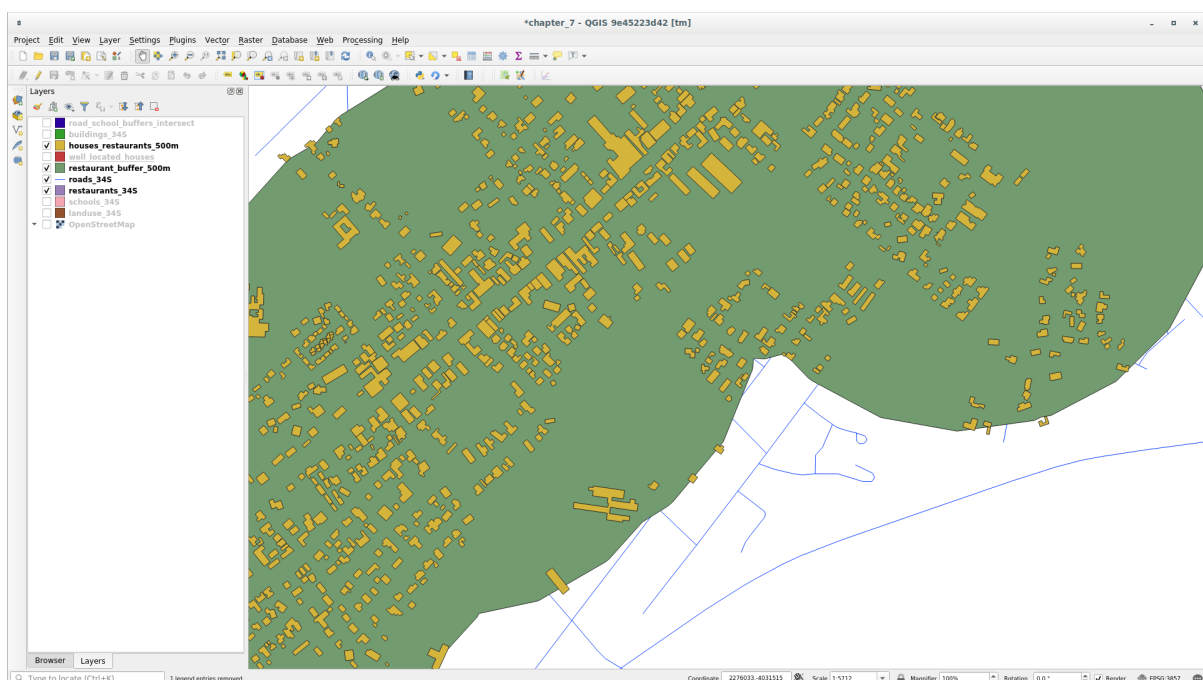 *chapter_7 - QGIS 9e45223d42 [tm]
Project Edit View Layer Settings Plugins Vector Raster Database Web Processing Help
Layers
road_school_buffers_intersect
buildings_34S
houses_restaurants_500m
well_located_houses
restaurant_buffer_500m
roads_34S
restaurants_34S
schools_34S
landuse_34S
OpenStreetMap
Browser Layers
Type to locate (Ctrl+K) 1 legend entries removed. Coordinate 2276033,-4031515 Scale 1:5712 Magnifier 100% Rotation 0.0 ° Render EPSG:3857